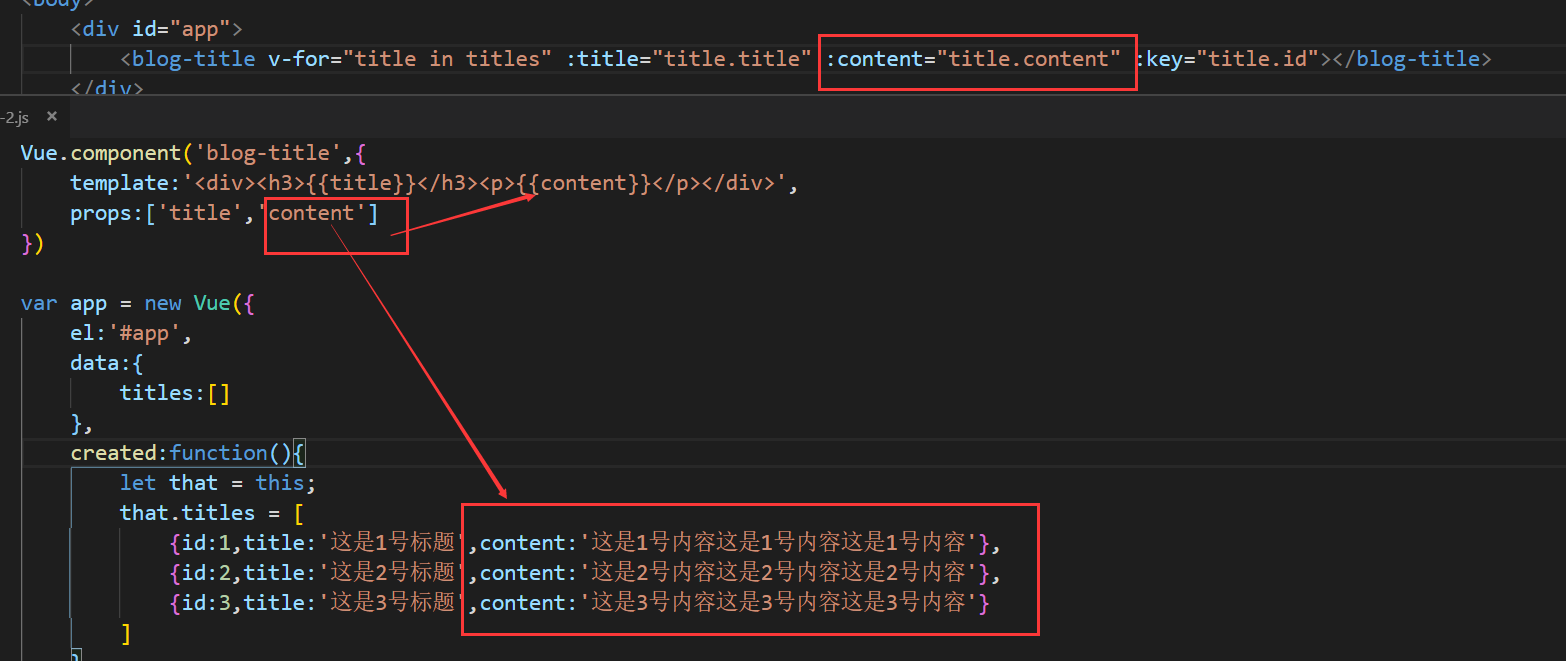 <body>
<div id="app">
<blog-title v-for="title in titles" :title="title.title" :content="title.content" :key="title.id"></blog-title>
</div>
-2.js ×
Vue.component('blog-title',{
template:'<div><h3>{{title}}</h3><p>{{content}}</p></div>',
props:['title','content']
})
var app = new Vue({
el:'#app',
data:{
titles:[]
},
created:function(){
let that = this;
that.titles = [
{id:1,title:'这是1号标题',content:'这是1号内容这是1号内容这是1号内容'},
{id:2,title:'这是2号标题',content:'这是2号内容这是2号内容这是2号内容'},
{id:3,title:'这是3号标题',content:'这是3号内容这是3号内容这是3号内容'}
]
}